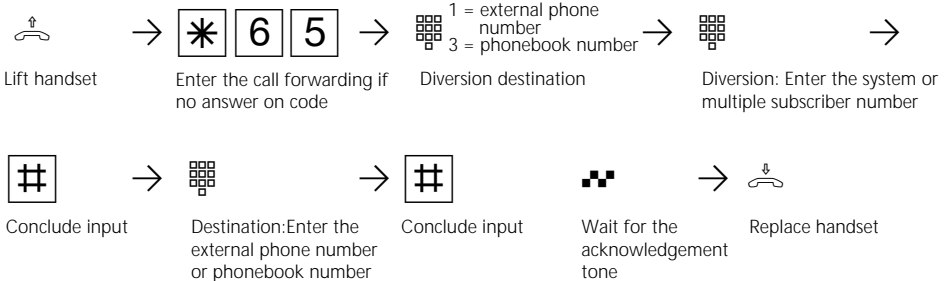 * 6 5
1 = external phone
number
3 = phonebook number
Lift handset
Enter the call forwarding if
no answer on code
Diversion destination
Diversion: Enter the system or
multiple subscriber number
#
#
Conclude input
Destination:Enter the
external phone number
or phonebook number
Conclude input
Wait for the
acknowledgement
tone
Replace handset